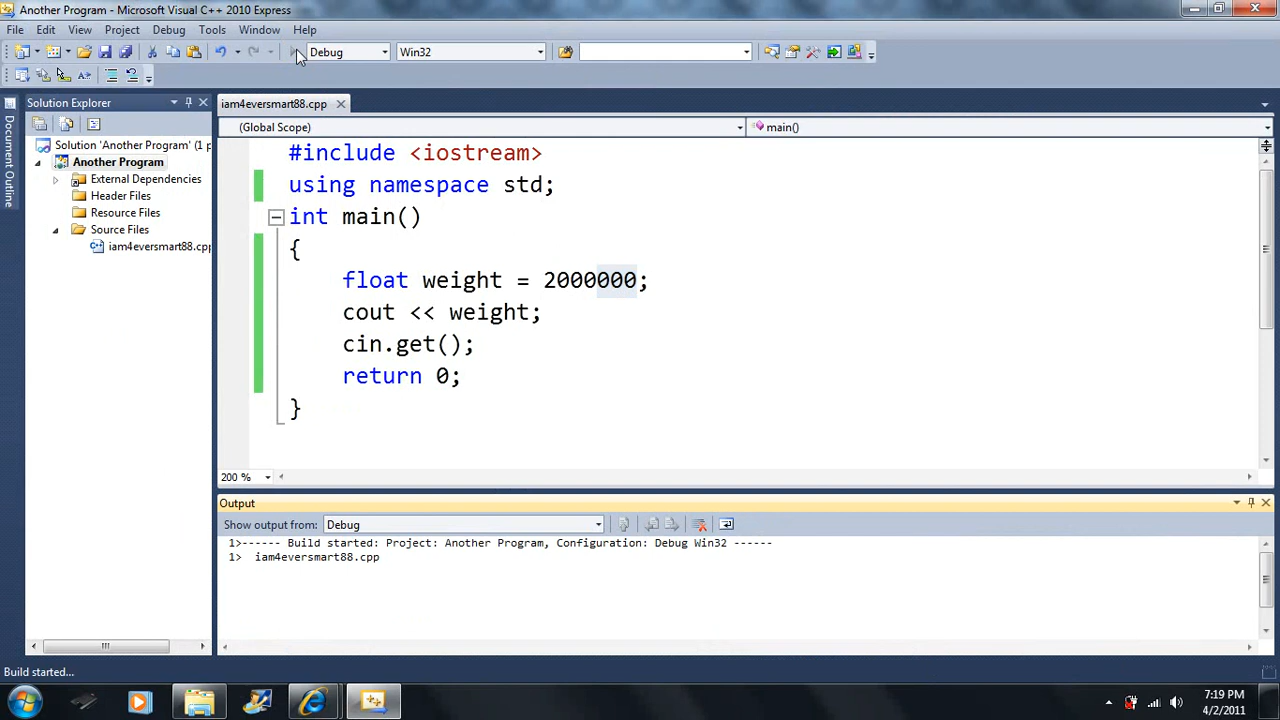 Another Program - Microsoft Visual C++ 2010 Express
File Edit View Project Debug Tools Window Help
Debug Win32
Solution Explorer
iam4eversmart88.cpp
Document Outline
(Global Scope) main()
Solution 'Another Program' (1 p
Another Program
External Dependencies
Header Files
Resource Files
Source Files
iam4eversmart88.cpp
#include <iostream>
using namespace std;
int main()
{
float weight = 2000000;
cout << weight;
cin.get();
return 0;
}
200 %
Output
Show output from: Debug
1>------ Build started: Project: Another Program, Configuration: Debug Win32 ------
1> iam4eversmart88.cpp
Build started...
7:19 PM
4/2/2011